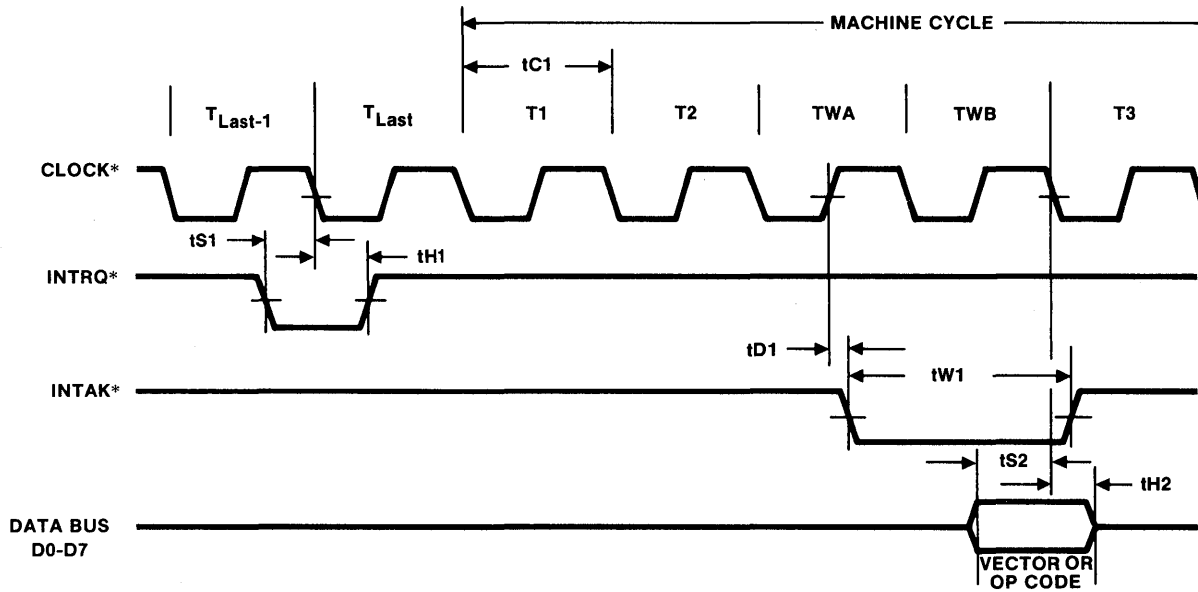 MACHINE CYCLE
tC1
TLast-1
TLast
T1
T2
TWA
TWB
T3
CLOCK*
tS1
tH1
INTRQ*
tD1
tW1
INTAK*
tS2
tH2
DATA BUS
D0-D7
VECTOR OR
OP CODE